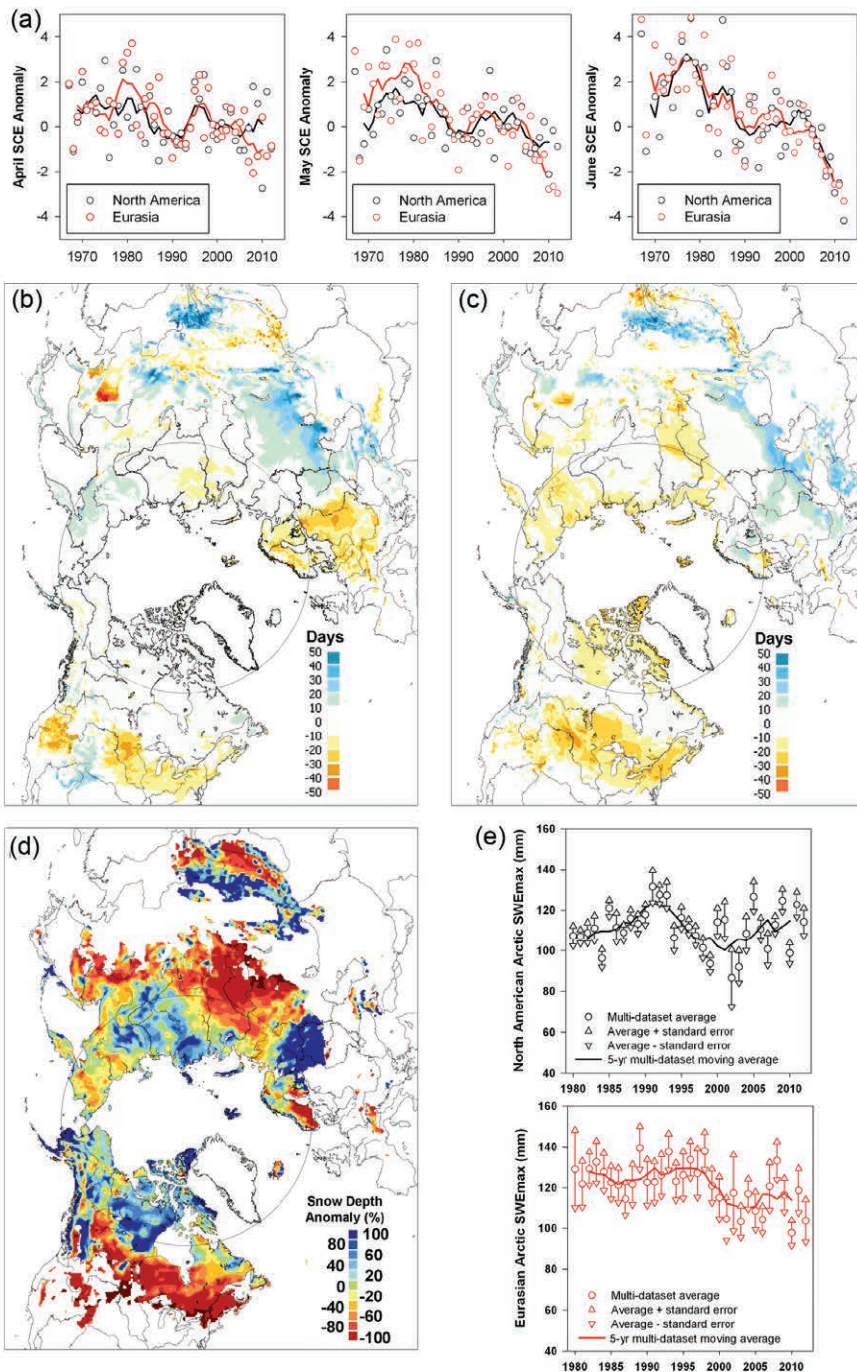 (a)
4
2
0
-2
-4
April SCE Anomaly
North America
Eurasia
1970 1980 1990 2000 2010
4
2
0
-2
-4
May SCE Anomaly
North America
Eurasia
1970 1980 1990 2000 2010
4
2
0
-2
-4
June SCE Anomaly
North America
Eurasia
1970 1980 1990 2000 2010
(b)
Days
50
40
30
20
10
0
-10
-20
-30
-40
-50
(c)
Days
50
40
30
20
10
0
-10
-20
-30
-40
-50
(d)
Snow Depth
Anomaly (%)
100
80
60
40
20
0
-20
-40
-60
-80
-100
(e)
160
140
120
100
80
60
40
North American Arctic SWEmax (mm)
Multi-dataset average
Average + standard error
Average - standard error
5-yr multi-dataset moving average
1980 1985 1990 1995 2000 2005 2010
160
140
120
100
80
60
40
Eurasian Arctic SWEmax (mm)
Multi-dataset average
Average + standard error
Average - standard error
5-yr multi-dataset moving average
1980 1985 1990 1995 2000 2005 2010